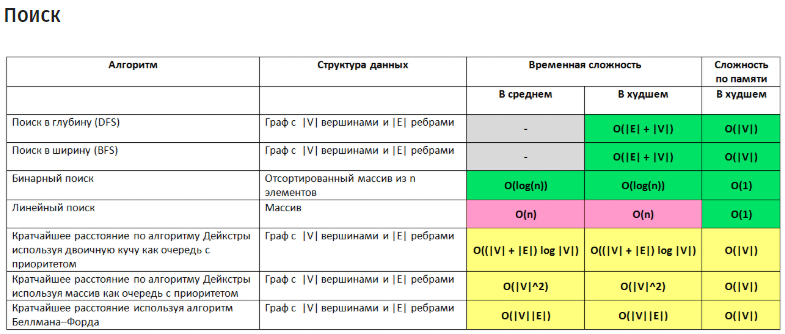 Поиск
Алгоритм Структура данных Временная сложность Сложность
по памяти
В среднем В худшем В худшем
Поиск в глубину (DFS) Граф с |V| вершинами и |E| ребрами - O(|E| + |V|) O(|V|)
Поиск в ширину (BFS) Граф с |V| вершинами и |E| ребрами - O(|E| + |V|) O(|V|)
Бинарный поиск Отсортированный массив из n
элементов O(log(n)) O(log(n)) O(1)
Линейный поиск Массив O(n) O(n) O(1)
Кратчайшее расстояние по алгоритму Дейкстры Граф с |V| вершинами и |E| ребрами
используя двоичную кучу как очередь с O((|V| + |E|) log |V|) O((|V| + |E|) log |V|) O(|V|)
приоритетом
Кратчайшее расстояние по алгоритму Дейкстры Граф с |V| вершинами и |E| ребрами
используя массив как очередь с приоритетом O(|V|^2) O(|V|^2) O(|V|)
Кратчайшее расстояние используя алгоритм Граф с |V| вершинами и |E| ребрами
Беллмана–Форда O(|V||E|) O(|V||E|) O(|V|)